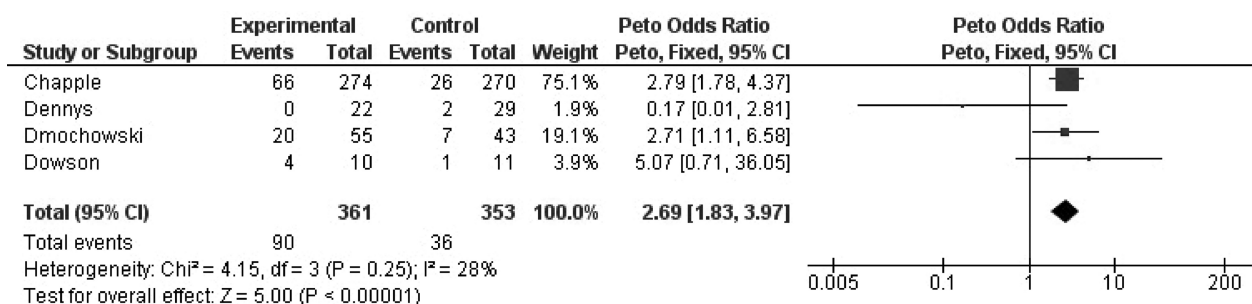 Experimental Control Peto Odds Ratio Peto Odds Ratio
Study or Subgroup Events Total Events Total Weight Peto, Fixed, 95% CI Peto, Fixed, 95% CI
Chapple 66 274 26 270 75.1% 2.79 [1.78, 4.37]
Dennys 0 22 2 29 1.9% 0.17 [0.01, 2.81]
Dmochowski 20 55 7 43 19.1% 2.71 [1.11, 6.58]
Dowson 4 10 1 11 3.9% 5.07 [0.71, 36.05]
Total (95% CI) 361 353 100.0% 2.69 [1.83, 3.97]
Total events 90 36
Heterogeneity: Chi² = 4.15, df = 3 (P = 0.25); I² = 28%
Test for overall effect: Z = 5.00 (P < 0.00001)
0.005 0.1 1 10 200